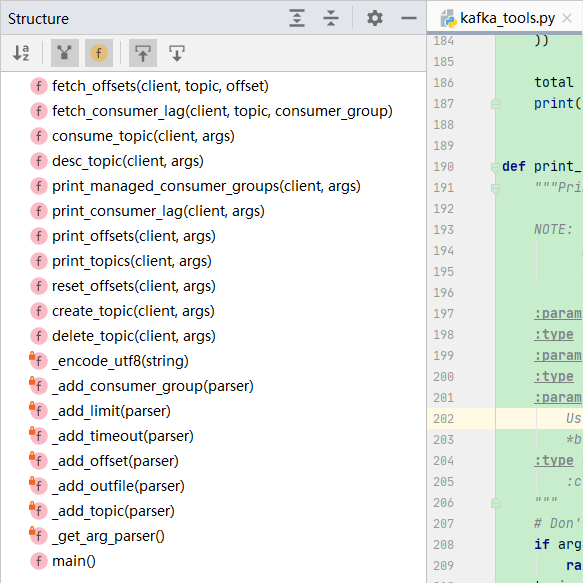 Structure
fetch_offsets(client, topic, offset)
fetch_consumer_lag(client, topic, consumer_group)
consume_topic(client, args)
desc_topic(client, args)
print_managed_consumer_groups(client, args)
print_consumer_lag(client, args)
print_offsets(client, args)
print_topics(client, args)
reset_offsets(client, args)
create_topic(client, args)
delete_topic(client, args)
_encode_utf8(string)
_add_consumer_group(parser)
_add_limit(parser)
_add_timeout(parser)
_add_offset(parser)
_add_outfile(parser)
_add_topic(parser)
_get_arg_parser()
main()
kafka_tools.py
184 ))
185
186 total
187 print(
188
189
190 def print_
191 """Pri
192
193 NOTE:
194
195
196
197 :param
198 :type
199 :param
200 :type
201 :param
202 Us
203 *b
204 :type
205 :c
206 """
207 # Don'
208 if arg
209 ra